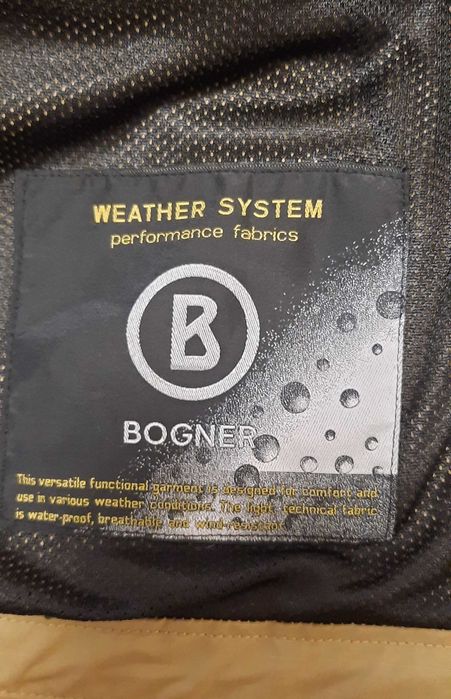 WEATHER SYSTEM
performance fabrics
B
BOGNER
This versatile functional garment is designed for comfort and
use in various weather conditions. The light, technical fabric
is water-proof, breathable and wind-resistant.